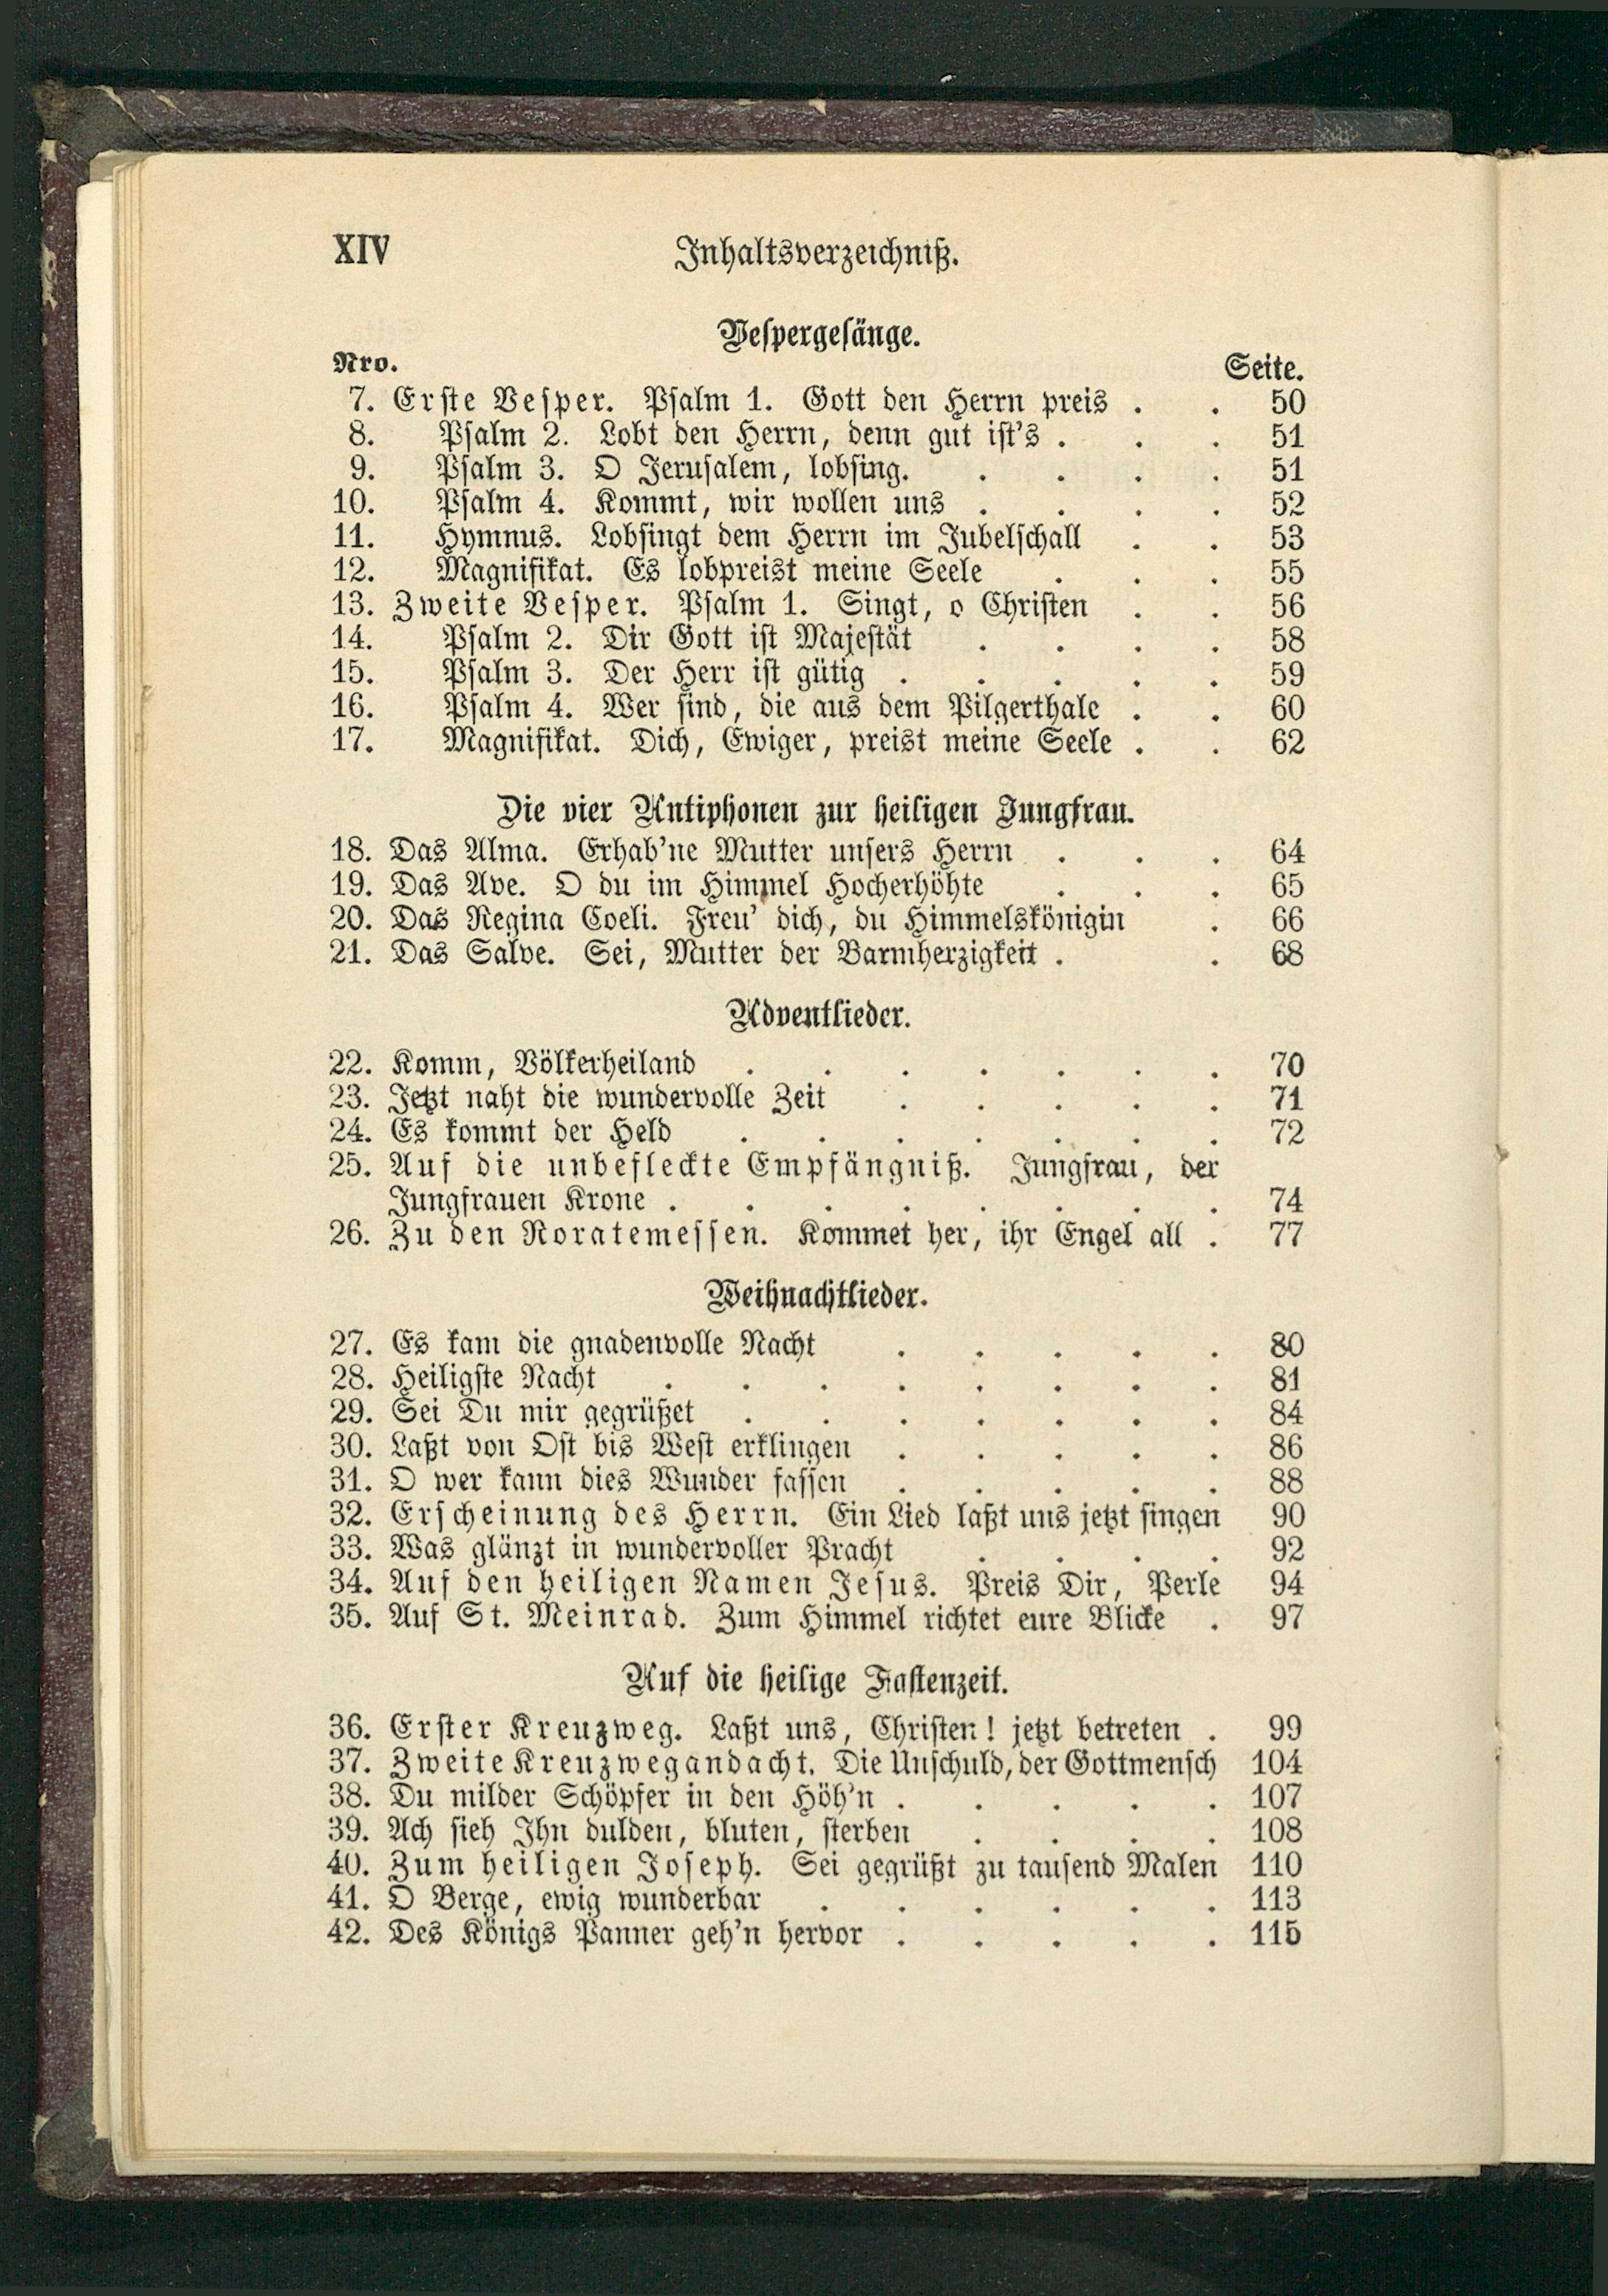 XIV Inhaltsverzeichniß.
Vespergesänge.
Nro. Seite.
7. Erste Vesper. Psalm 1. Gott den Herrn preis . . 50
8. Psalm 2. Lobt den Herrn, denn gut ist's . . . 51
9. Psalm 3. O Jerusalem, lobsing. . . . . 51
10. Psalm 4. Kommt, wir wollen uns . . . . 52
11. Hymnus. Lobsingt dem Herrn im Jubelschall . . 53
12. Magnifikat. Es lobpreist meine Seele . . . 55
13. Zweite Vesper. Psalm 1. Singt, o Christen . . 56
14. Psalm 2. Dir Gott ist Majestät . . . . 58
15. Psalm 3. Der Herr ist gütig . . . . . 59
16. Psalm 4. Wer sind, die aus dem Pilgerthale . . 60
17. Magnifikat. Dich, Ewiger, preist meine Seele . . 62
Die vier Antiphonen zur heiligen Jungfrau.
18. Das Alma. Erhab'ne Mutter unsers Herrn . . . 64
19. Das Ave. O du im Himmel Hocherhöhte . . . 65
20. Das Regina Coeli. Freu' dich, du Himmelskönigin . 66
21. Das Salve. Sei, Mutter der Barmherzigkeit . . 68
Adventlieder.
22. Komm, Völkerheiland . . . . . . . 70
23. Jetzt naht die wundervolle Zeit . . . . . 71
24. Es kommt der Held . . . . . . . 72
25. Auf die unbefleckte Empfängniß. Jungfrau, der
Jungfrauen Krone . . . . . . . . 74
26. Zu den Roratemessen. Kommet her, ihr Engel all . 77
Weihnachtlieder.
27. Es kam die gnadenvolle Nacht . . . . . 80
28. Heiligste Nacht . . . . . . . . 81
29. Sei Du mir gegrüßet . . . . . . . 84
30. Laßt von Ost bis West erklingen . . . . . 86
31. O wer kann dies Wunder fassen . . . . . 88
32. Erscheinung des Herrn. Ein Lied laßt uns jetzt singen 90
33. Was glänzt in wundervoller Pracht . . . . 92
34. Auf den heiligen Namen Jesus. Preis Dir, Perle 94
35. Auf St. Meinrad. Zum Himmel richtet eure Blicke . 97
Auf die heilige Fastenzeit.
36. Erster Kreuzweg. Laßt uns, Christen! jetzt betreten . 99
37. Zweite Kreuzwegandacht. Die Unschuld, der Gottmensch 104
38. Du milder Schöpfer in den Höh'n . . . . . 107
39. Ach sieh Ihn dulden, bluten, sterben . . . . 108
40. Zum heiligen Joseph. Sei gegrüßt zu tausend Malen 110
41. O Berge, ewig wunderbar . . . . . . 113
42. Des Königs Panner geh'n hervor . . . . . 115